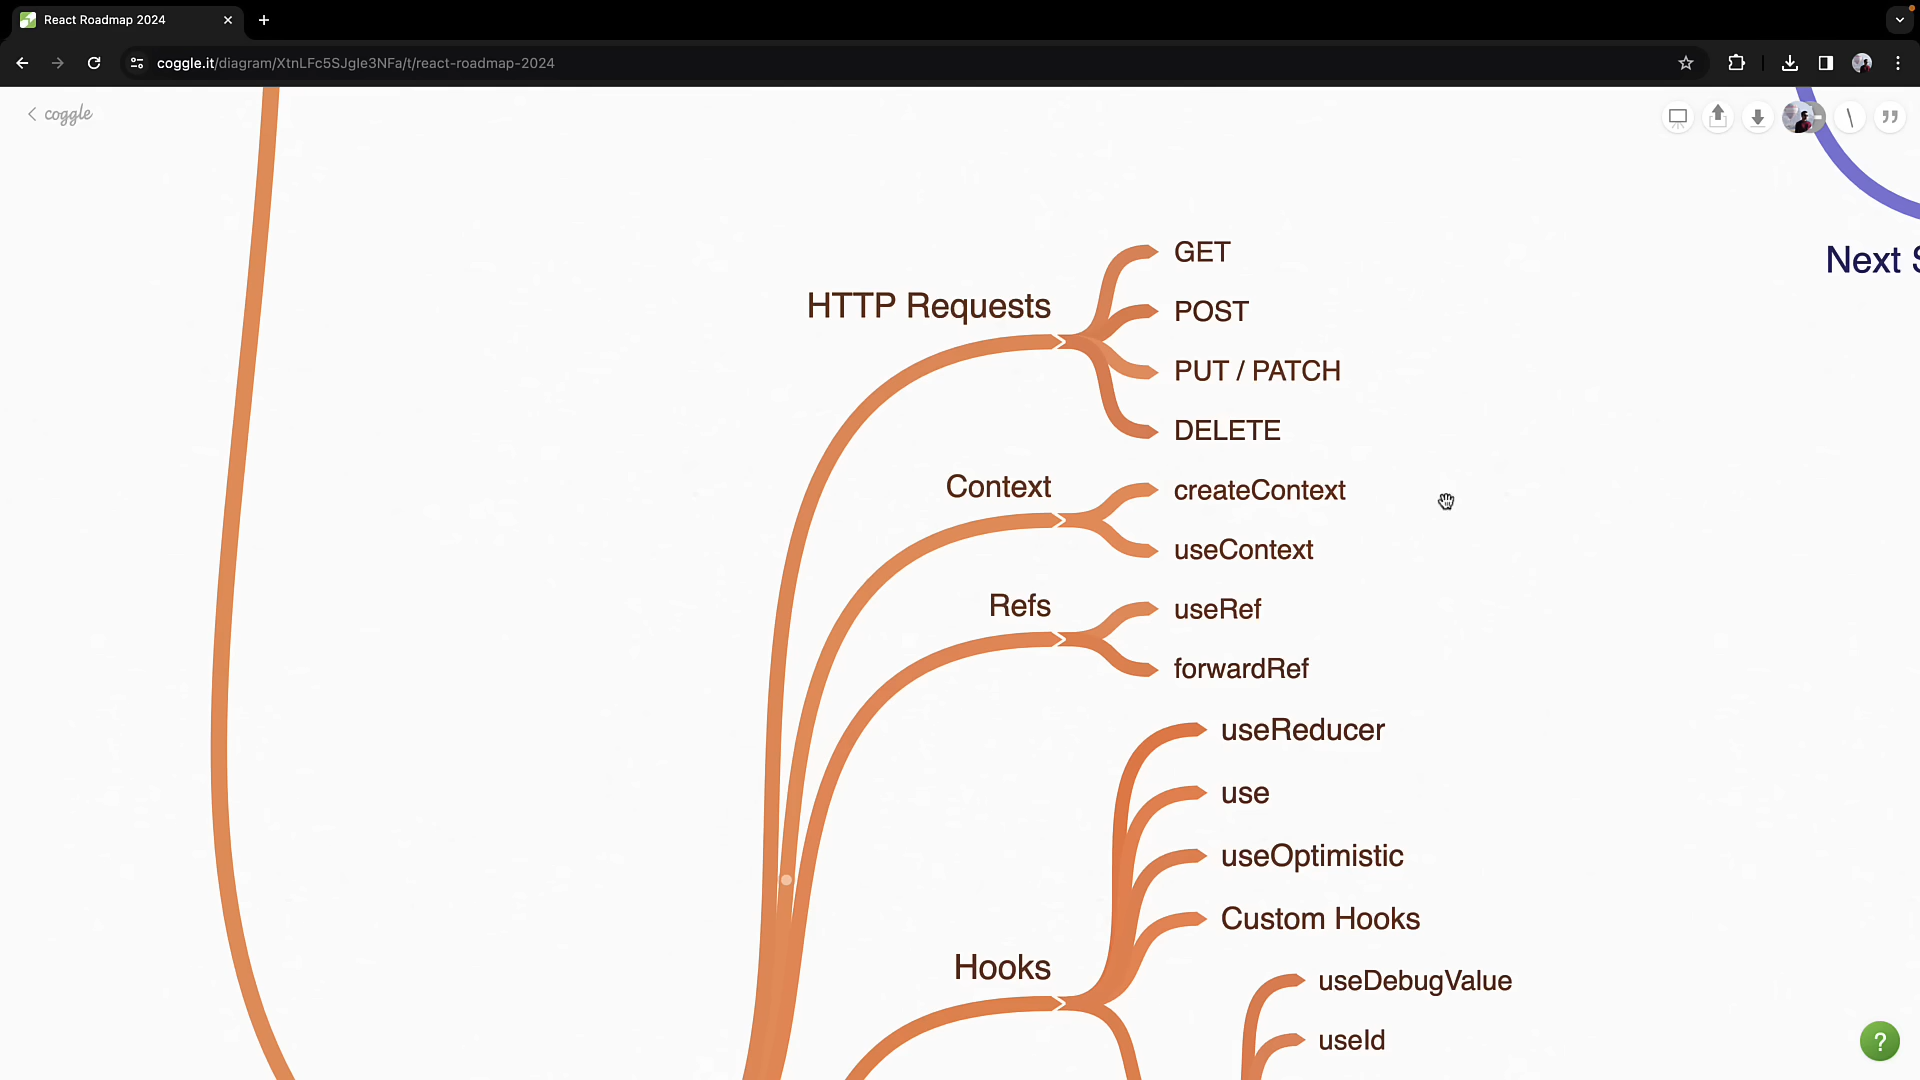 React Roadmap 2024
coggle.it/diagram/XtnLFc5SJgle3NFa/t/react-roadmap-2024
coggle
Next S
HTTP Requests
GET
POST
PUT / PATCH
DELETE
Context
createContext
useContext
Refs
useRef
forwardRef
Hooks
useReducer
use
useOptimistic
Custom Hooks
useDebugValue
useId
?